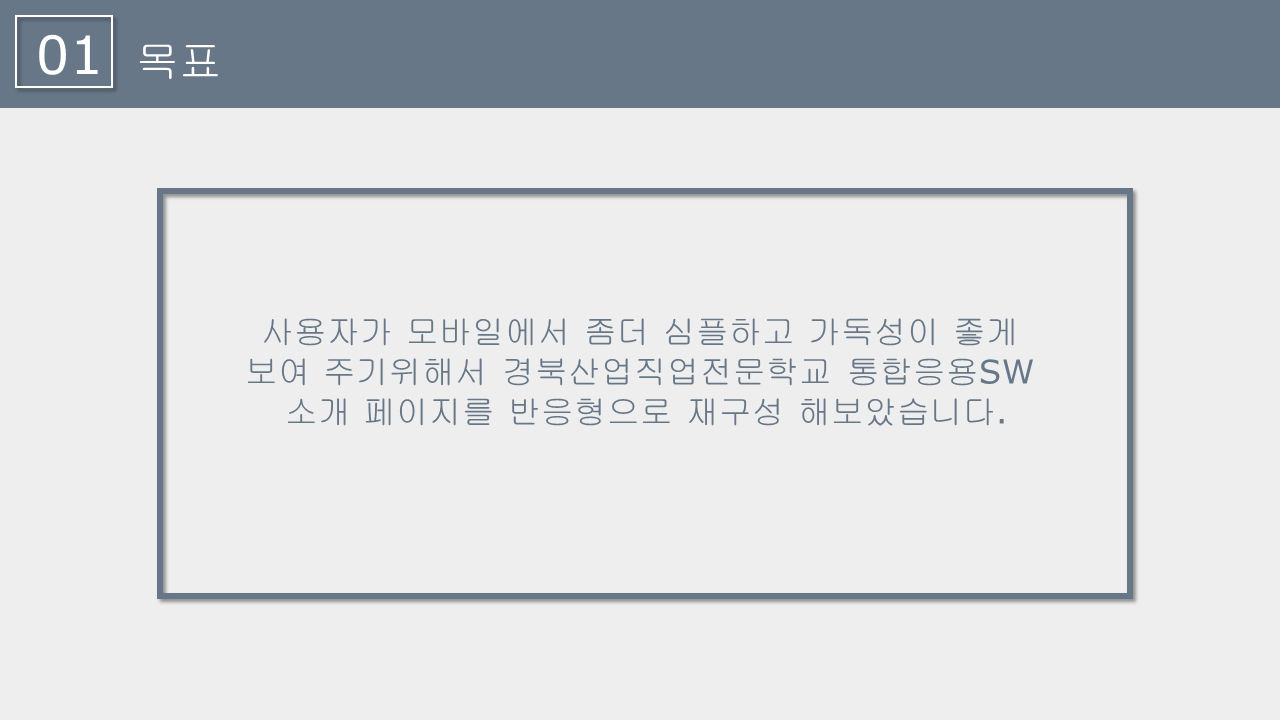 01 목표
사용자가 모바일에서 좀더 심플하고 가독성이 좋게
보여 주기위해서 경북산업직업전문학교 통합응용SW
소개 페이지를 반응형으로 재구성 해보았습니다.